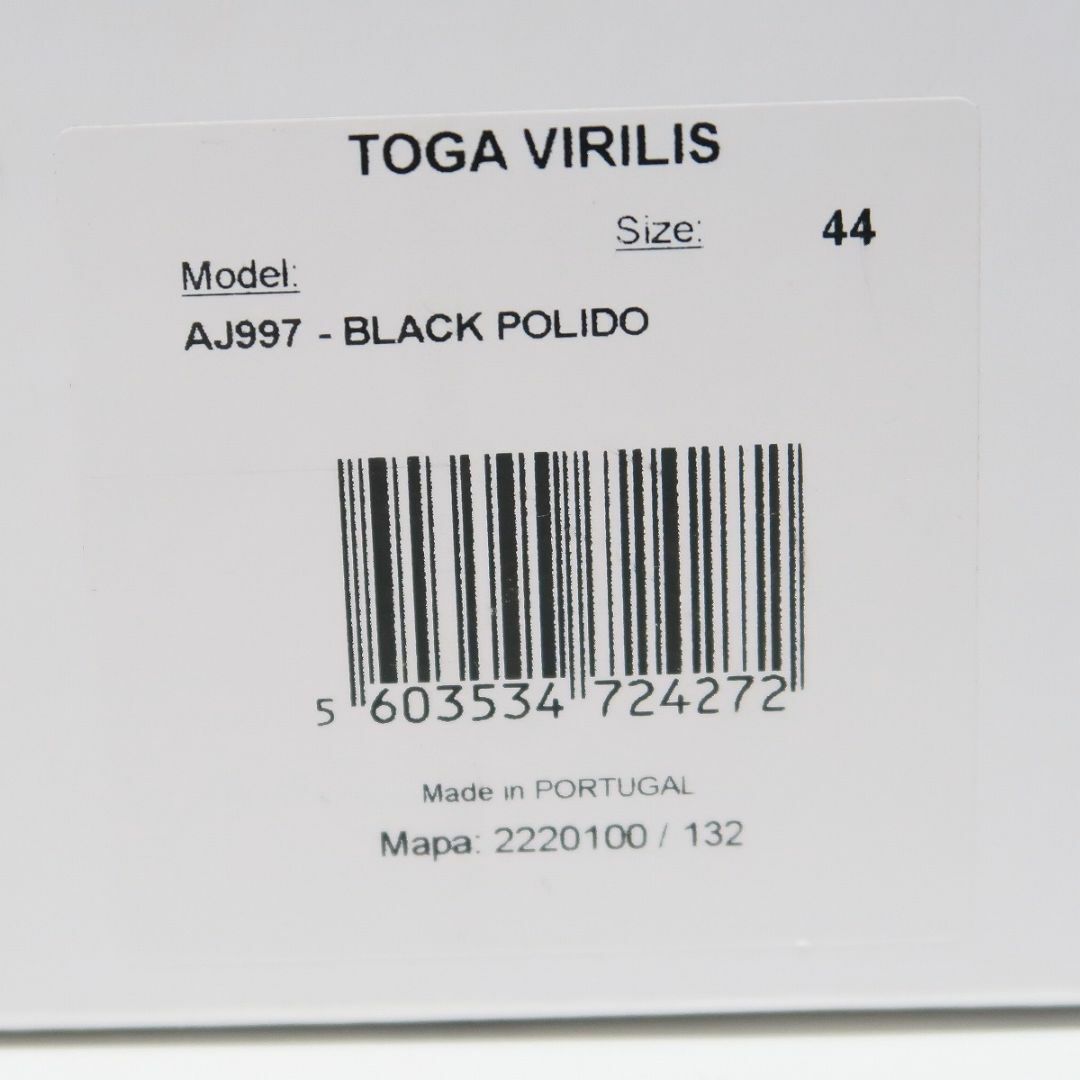 TOGA VIRILIS
Size: 44
Model:
AJ997 - BLACK POLIDO
5 603534 724272
Made in PORTUGAL
Mapa: 2220100 / 132